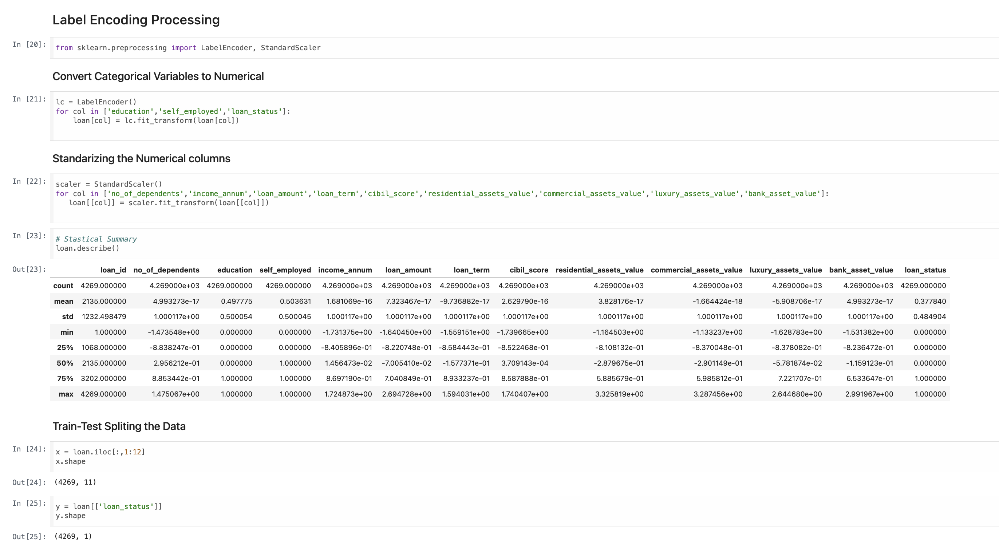 Label Encoding Processing
In [20]:
from sklearn.preprocessing import LabelEncoder, StandardScaler
Convert Categorical Variables to Numerical
In [21]:
lc = LabelEncoder()
for col in ['education','self_employed','loan_status']:
    loan[col] = lc.fit_transform(loan[col])
Standarizing the Numerical columns
In [22]:
scaler = StandardScaler()
for col in ['no_of_dependents','income_annum','loan_amount','loan_term','cibil_score','residential_assets_value','commercial_assets_value','luxury_assets_value','bank_asset_value']:
   loan[[col]] = scaler.fit_transform(loan[[col]])
In [23]:
# Stastical Summary
loan.describe()
Out[23]:
loan_id no_of_dependents education self_employed income_annum loan_amount loan_term cibil_score residential_assets_value commercial_assets_value luxury_assets_value bank_asset_value loan_status
count 4269.000000 4.269000e+03 4269.000000 4269.000000 4.269000e+03 4.269000e+03 4.269000e+03 4.269000e+03 4.269000e+03 4.269000e+03 4.269000e+03 4.269000e+03 4269.000000
mean 2135.000000 4.993273e-17 0.497775 0.503631 1.681069e-16 7.323467e-17 -9.736882e-17 2.629790e-16 3.828176e-17 -1.664424e-18 -5.908706e-17 4.993273e-17 0.377840
std 1232.498479 1.000117e+00 0.500054 0.500045 1.000117e+00 1.000117e+00 1.000117e+00 1.000117e+00 1.000117e+00 1.000117e+00 1.000117e+00 1.000117e+00 0.484904
min 1.000000 -1.473548e+00 0.000000 0.000000 -1.731375e+00 -1.640450e+00 -1.559151e+00 -1.739665e+00 -1.164503e+00 -1.133237e+00 -1.628783e+00 -1.531382e+00 0.000000
25% 1068.000000 -8.838247e-01 0.000000 0.000000 -8.405896e-01 -8.220748e-01 -8.584443e-01 -8.522468e-01 -8.108132e-01 -8.370048e-01 -8.378082e-01 -8.236472e-01 0.000000
50% 2135.000000 2.956212e-01 0.000000 1.000000 1.456473e-02 -7.005410e-02 -1.577371e-01 3.709143e-04 -2.879675e-01 -2.901149e-01 -5.781874e-02 -1.159123e-01 0.000000
75% 3202.000000 8.853442e-01 1.000000 1.000000 8.697190e-01 7.040849e-01 8.933237e-01 8.587888e-01 5.885679e-01 5.985812e-01 7.221707e-01 6.533647e-01 1.000000
max 4269.000000 1.475067e+00 1.000000 1.000000 1.724873e+00 2.694728e+00 1.594031e+00 1.740407e+00 3.325819e+00 3.287456e+00 2.644680e+00 2.991967e+00 1.000000
Train-Test Spliting the Data
In [24]:
x = loan.iloc[:,1:12]
x.shape
Out[24]:
(4269, 11)
In [25]:
y = loan[['loan_status']]
y.shape
Out[25]:
(4269, 1)